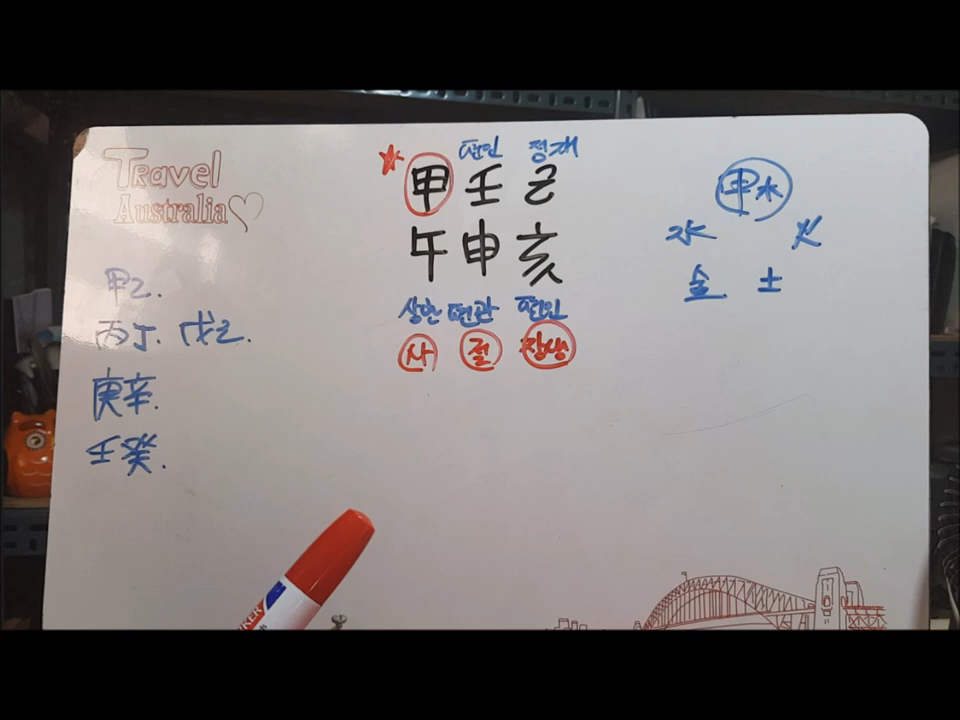 Travel
Australia
편인 정재
甲 壬 己
午 申 亥
상관 편관 편인
사 절 장생
甲乙.
丙丁. 戊己.
庚辛.
壬癸.
甲木
水 火
金 土
KER